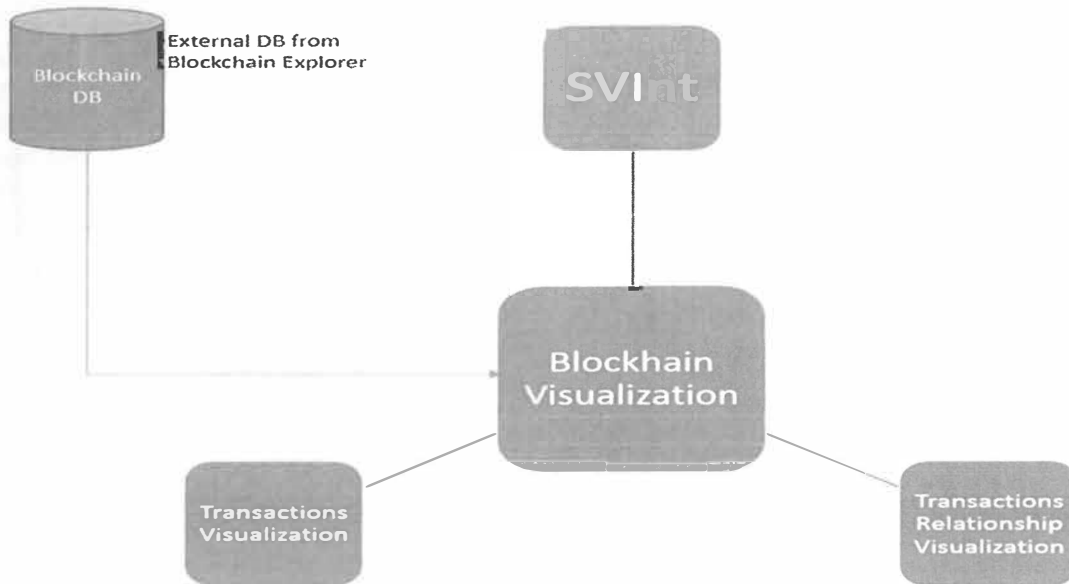 External DB from
Blockchain Explorer
Blockchain
DB
SVInt
Blockhain
Visualization
Transactions
Visualization
Transactions
Relationship
Visualization